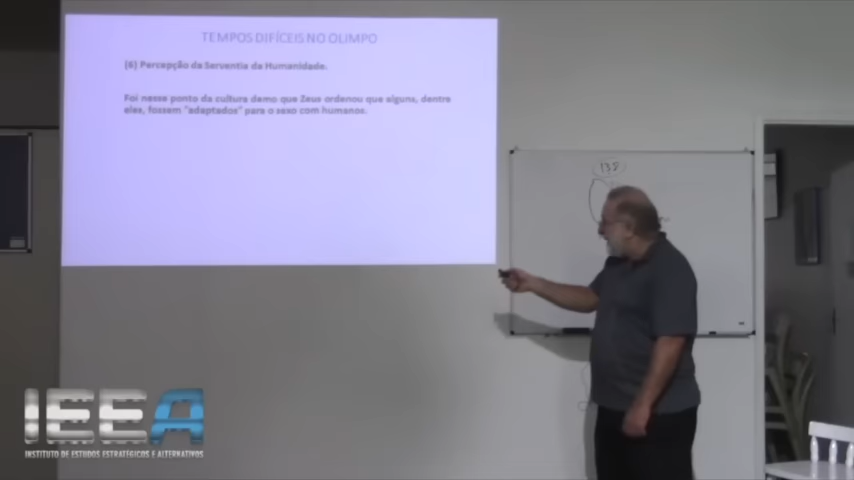 TEMPOS DIFÍCEIS NO OLIMPO
(6) Percepção da Serventia da Humanidade.
Foi nesse ponto da cultura demo que Zeus ordenou que alguns, dentre
eles, fossem "adaptados" para o sexo com humanos.
IEEA
INSTITUTO DE ESTUDOS ESTRATÉGICOS E ALTERNATIVOS